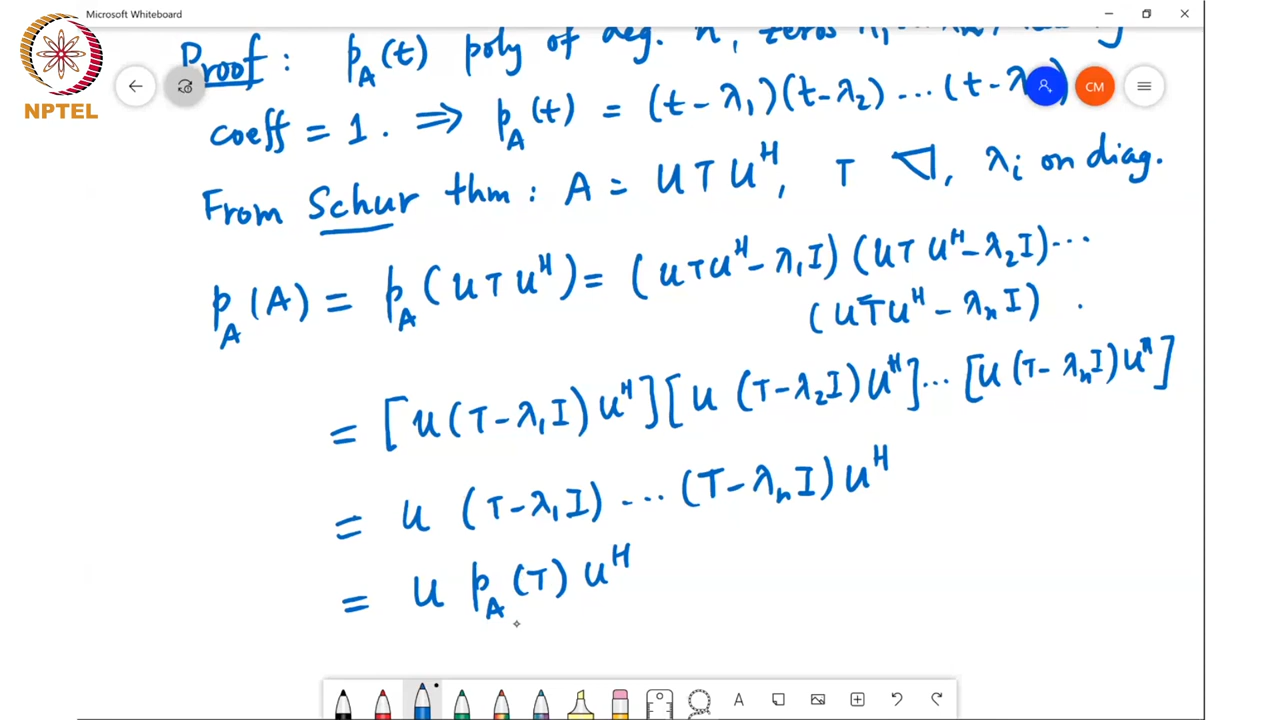 Microsoft Whiteboard
NPTEL
Proof : p_A(t) poly of deg. n, zeros
CM
coeff = 1. ⇒ p_A(t) = (t-λ_1)(t-λ_2)...(t-λ
From Schur thm : A = U T U^H, T ▽, λ_i on diag.
p_A(A) = p_A(U T U^H) = (U T U^H - λ_1 I)(U T U^H - λ_2 I)...
(U T U^H - λ_n I) .
= [U(T-λ_1 I)U^H][U (T-λ_2 I)U^H]...[U (T-λ_n I)U^H]
= U (T-λ_1 I) ... (T-λ_n I) U^H
= U p_A(T) U^H
A